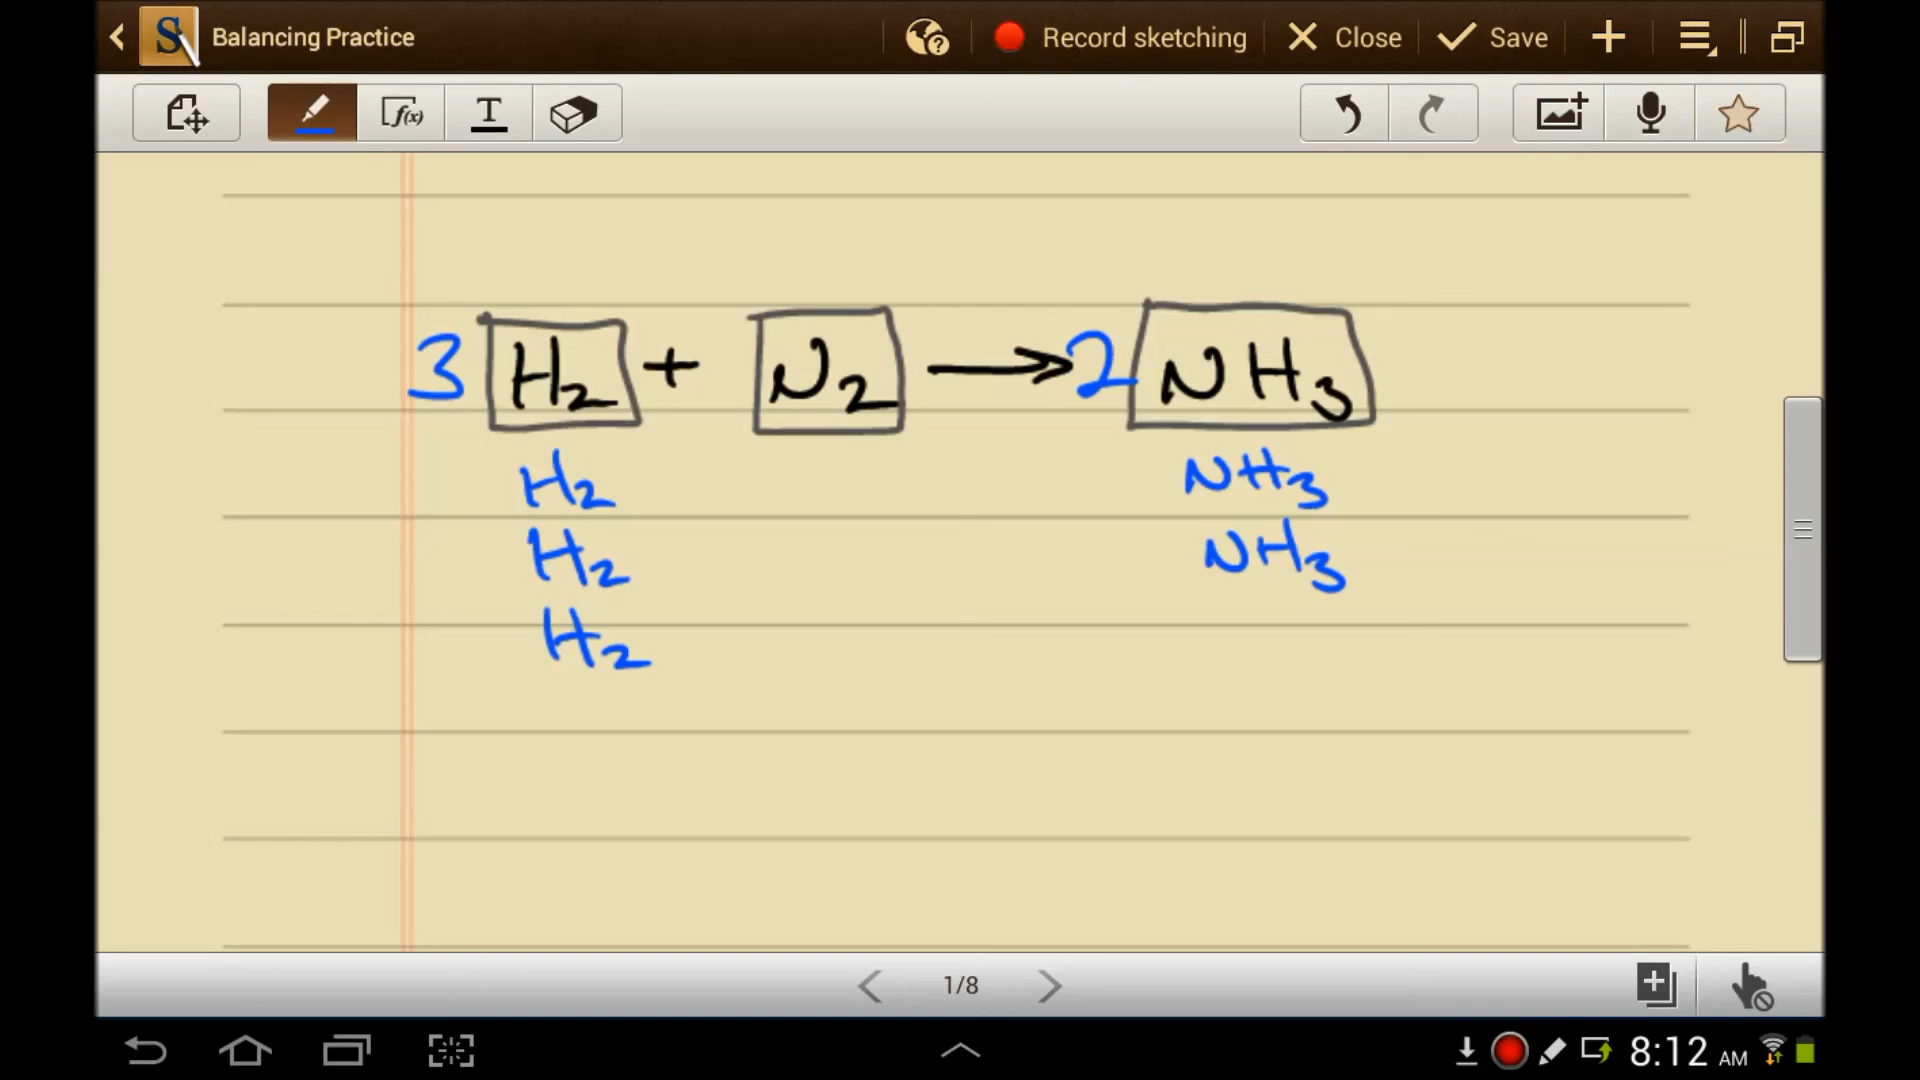 Balancing Practice
Record sketching
Close
Save
f(x)
T
3 H₂ + N₂ ⟶ 2 NH₃
H₂
NH₃
H₂
NH₃
H₂
1/8
8:12 AM